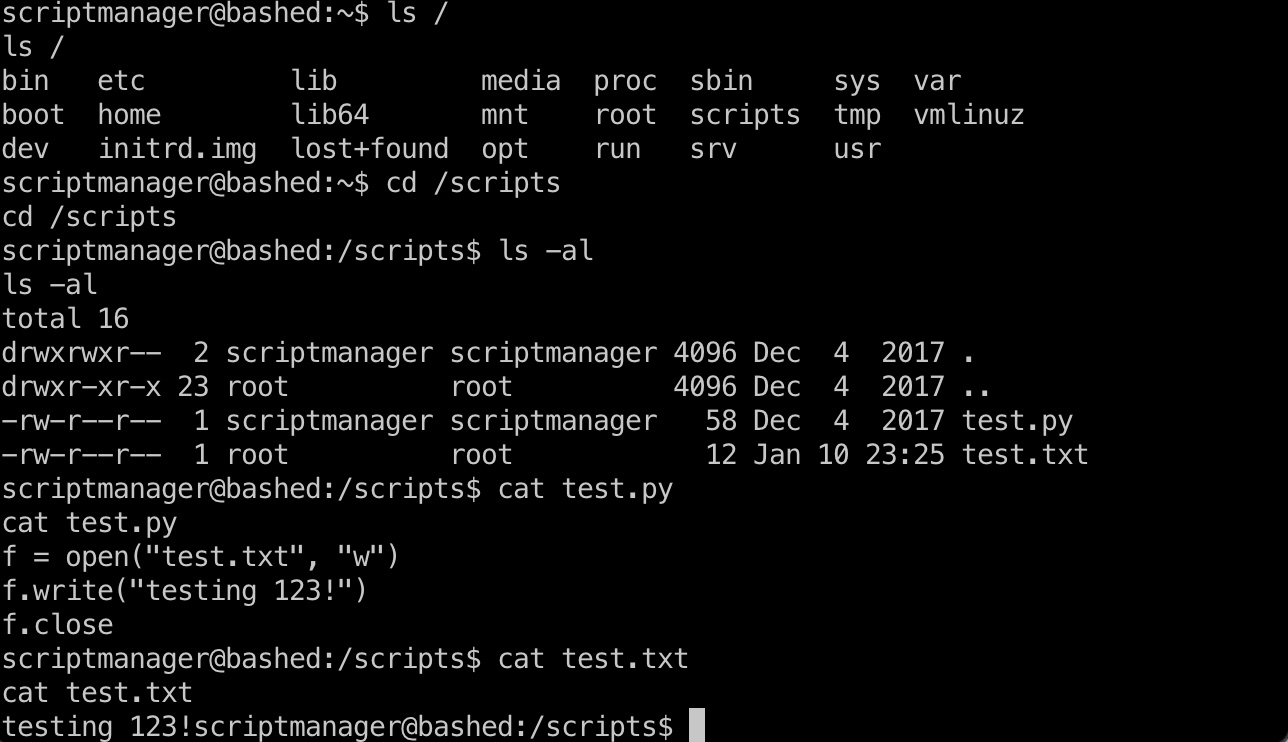 scriptmanager@bashed:~$ ls /
ls /
bin   etc         lib         media  proc  sbin     sys  var
boot  home        lib64       mnt    root  scripts  tmp  vmlinuz
dev   initrd.img  lost+found  opt    run   srv      usr
scriptmanager@bashed:~$ cd /scripts
cd /scripts
scriptmanager@bashed:/scripts$ ls -al
ls -al
total 16
drwxrwxr--  2 scriptmanager scriptmanager 4096 Dec  4  2017 .
drwxr-xr-x 23 root          root          4096 Dec  4  2017 ..
-rw-r--r--  1 scriptmanager scriptmanager   58 Dec  4  2017 test.py
-rw-r--r--  1 root          root            12 Jan 10 23:25 test.txt
scriptmanager@bashed:/scripts$ cat test.py
cat test.py
f = open("test.txt", "w")
f.write("testing 123!")
f.close
scriptmanager@bashed:/scripts$ cat test.txt
cat test.txt
testing 123!scriptmanager@bashed:/scripts$